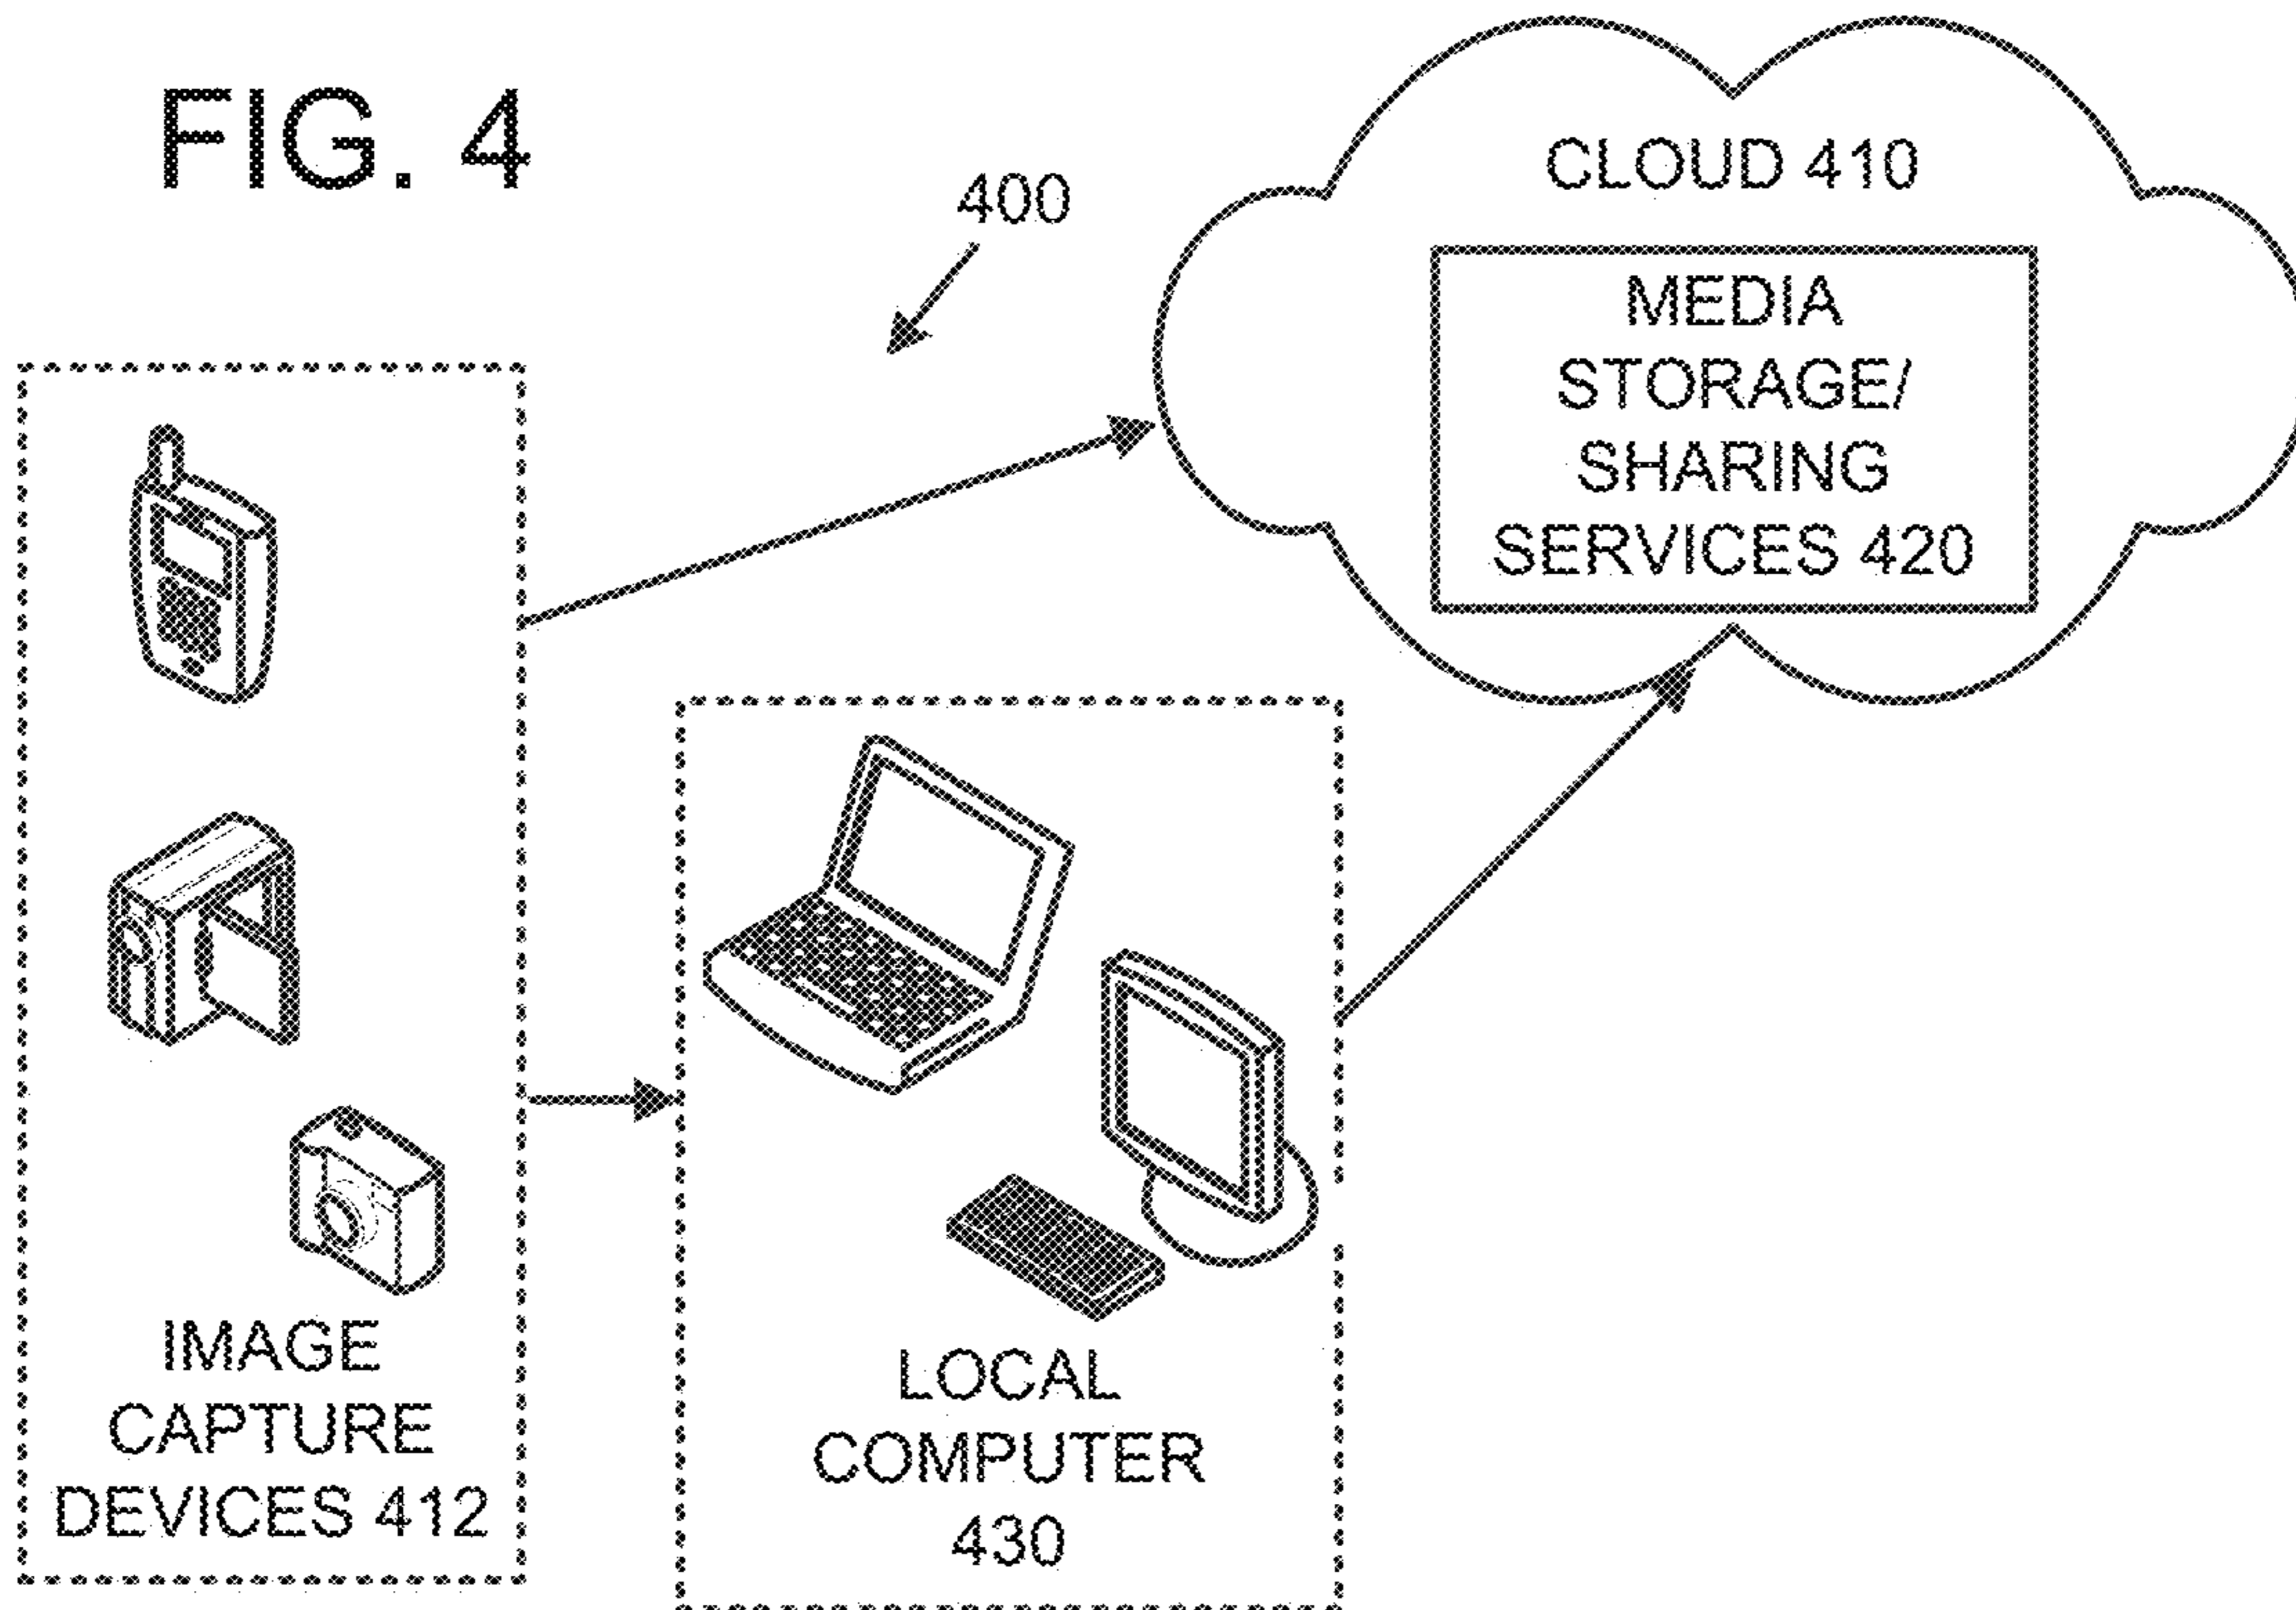 FIG. 4
400
CLOUD 410
MEDIA
STORAGE/
SHARING
SERVICES 420
IMAGE
CAPTURE
DEVICES 412
LOCAL
COMPUTER
430